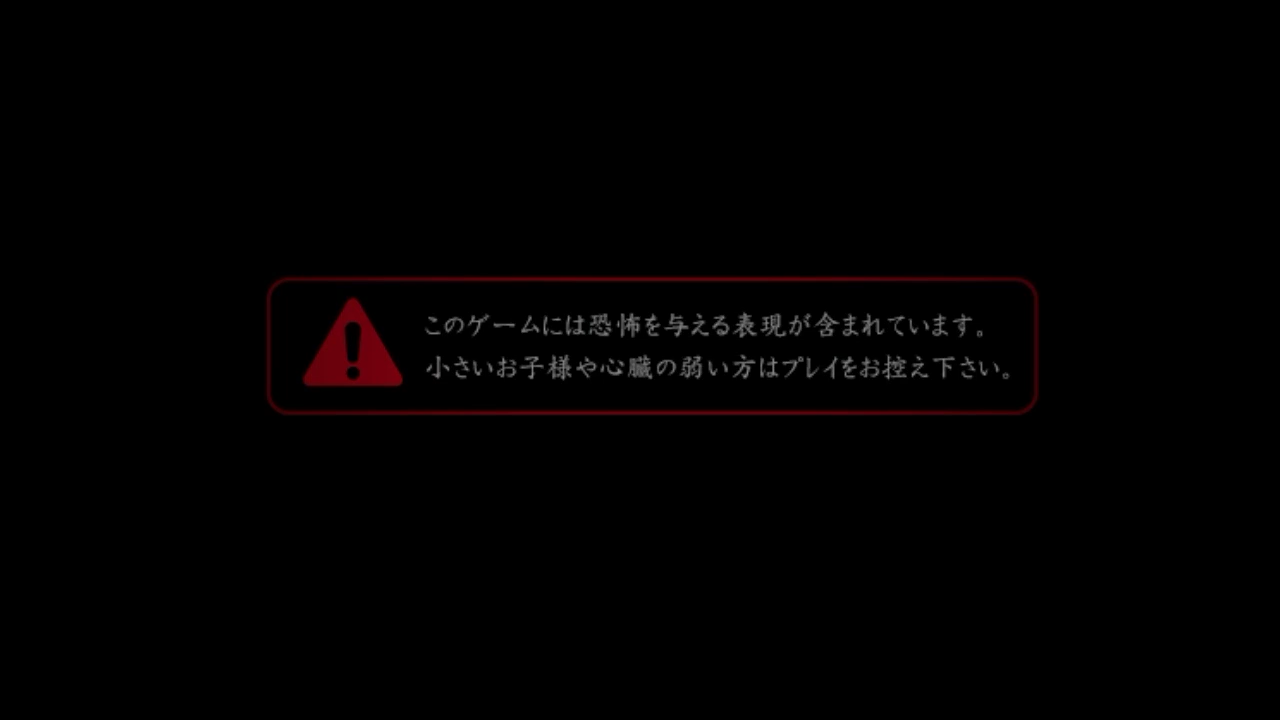 このゲームには恐怖を与える表現が含まれています。
小さいお子様や心臓の弱い方はプレイをお控え下さい。